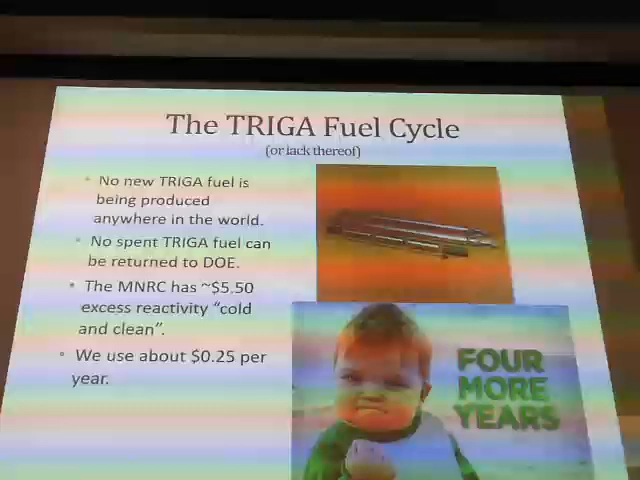 The TRIGA Fuel Cycle
(or lack thereof)
• No new TRIGA fuel is
being produced
anywhere in the world.
• No spent TRIGA fuel can
be returned to DOE.
• The MNRC has ~$5.50
excess reactivity “cold
and clean”.
• We use about $0.25 per
year.
FOUR
MORE
YEARS